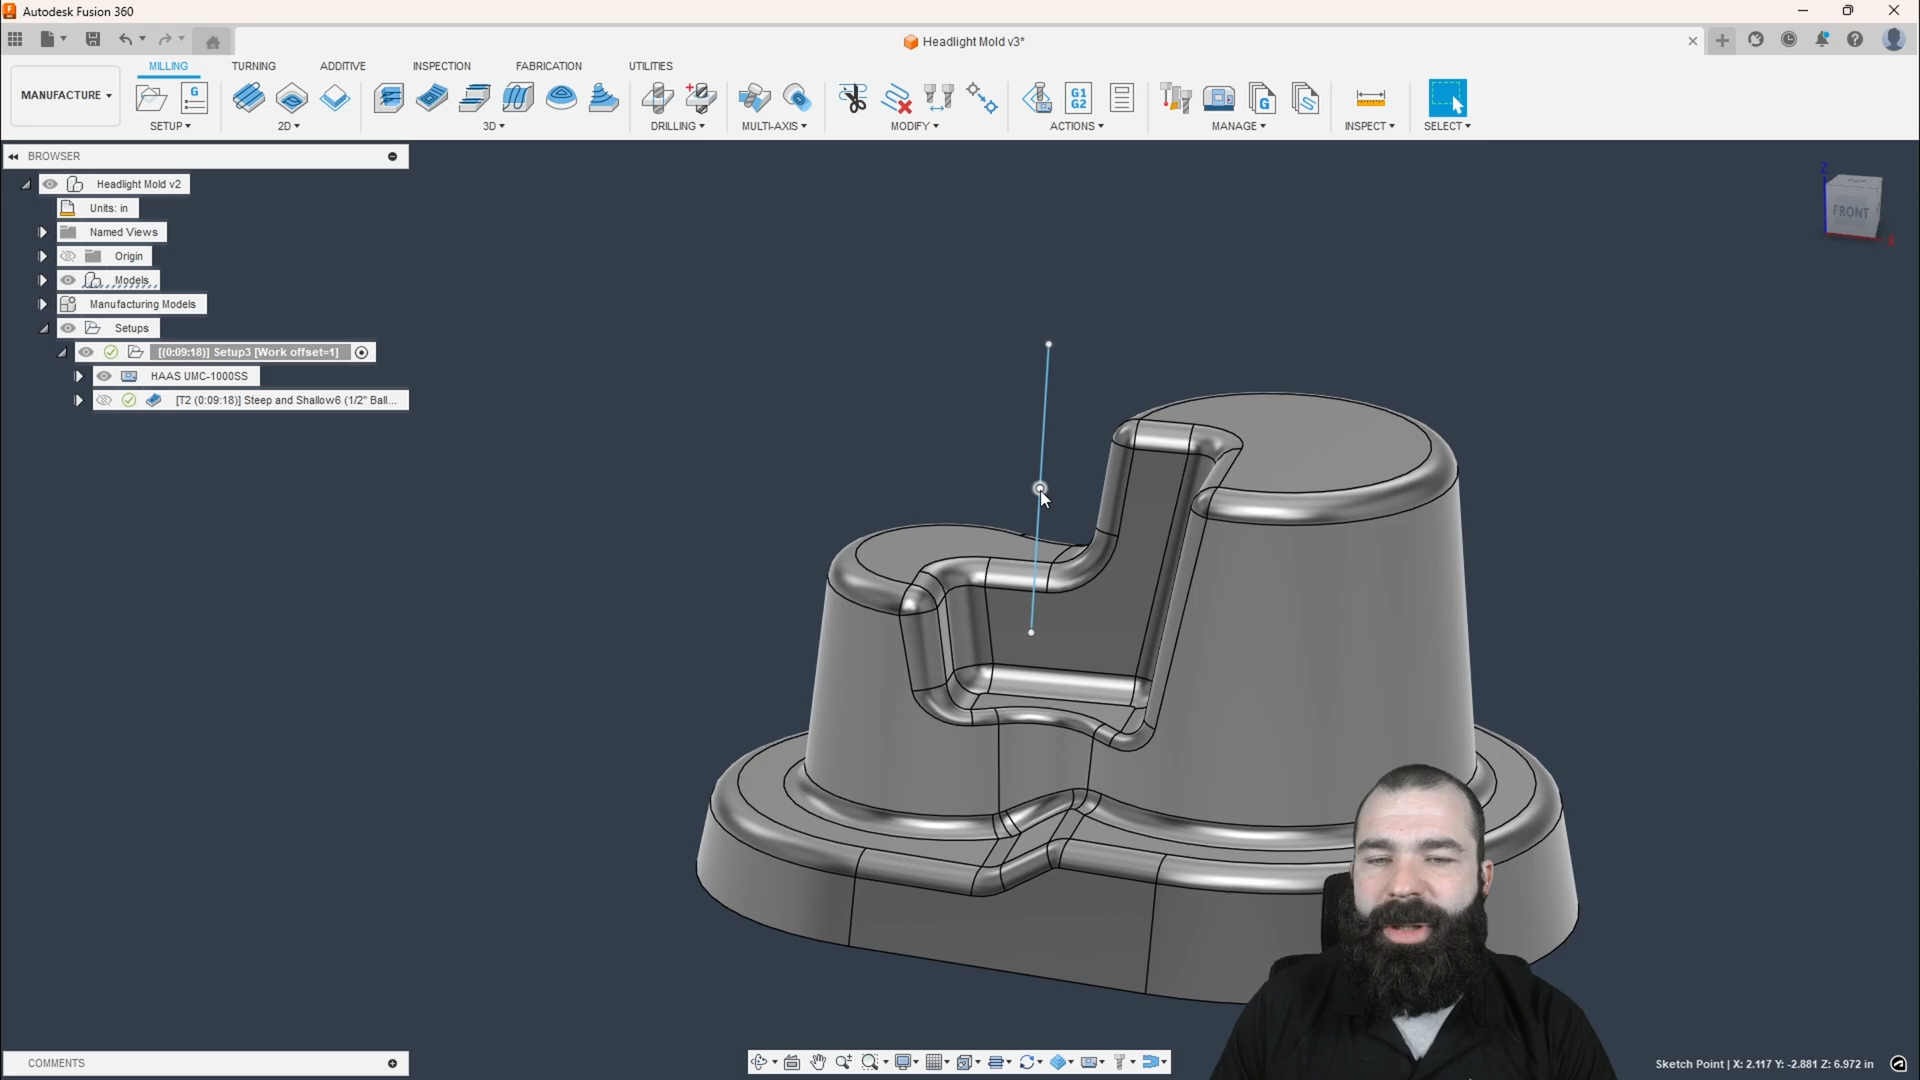 Autodesk Fusion 360
Headlight Mold v3*
MILLING TURNING ADDITIVE INSPECTION FABRICATION UTILITIES
MANUFACTURE
G
G1
G2
G
SETUP 2D 3D DRILLING MULTI-AXIS MODIFY ACTIONS MANAGE INSPECT SELECT
BROWSER
Headlight Mold v2
Units: in
Named Views
Origin
Models
Manufacturing Models
Setups
[(0:09:18)] Setup3 [Work offset=1]
HAAS UMC-1000SS
[T2 (0:09:18)] Steep and Shallow6 (1/2" Ball...
Z
FRONT
X
COMMENTS
Sketch Point | X: 2.117 Y: -2.881 Z: 6.972 in